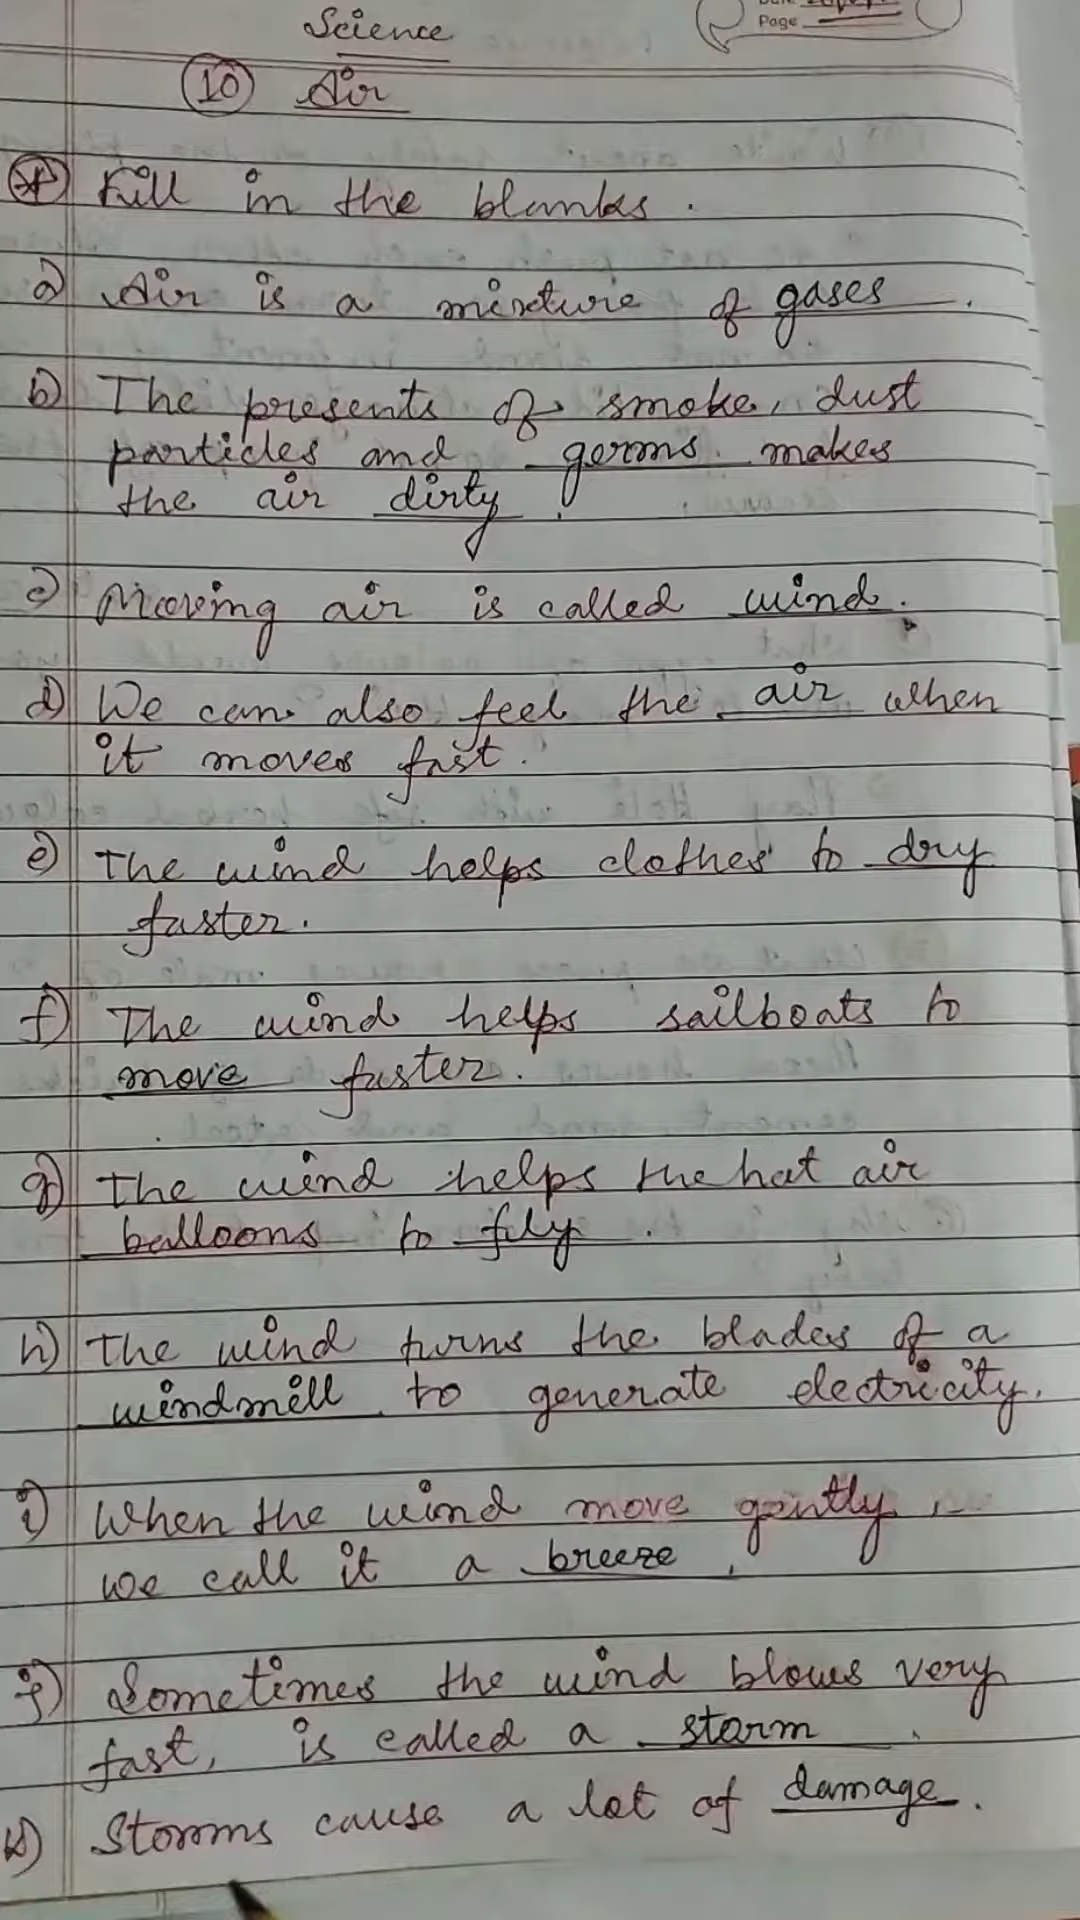 Science
Page
10 Air
Fill in the blanks.
a) Air is a mixture of gases.
b) The presents of smoke, dust
particles and germs makes
the air dirty.
c) Moving air is called wind.
d) We can also feel the air when
it moves fast.
e) The wind helps clothes to dry
faster.
f) The wind helps sailboats to
move faster.
g) The wind helps the hat air
balloons to fly.
h) The wind turns the blades of a
windmill to generate electricity.
i) When the wind move gently,
we call it a breeze.
j) Sometimes the wind blows very
fast, is called a storm.
k) Storms cause a lot of damage.